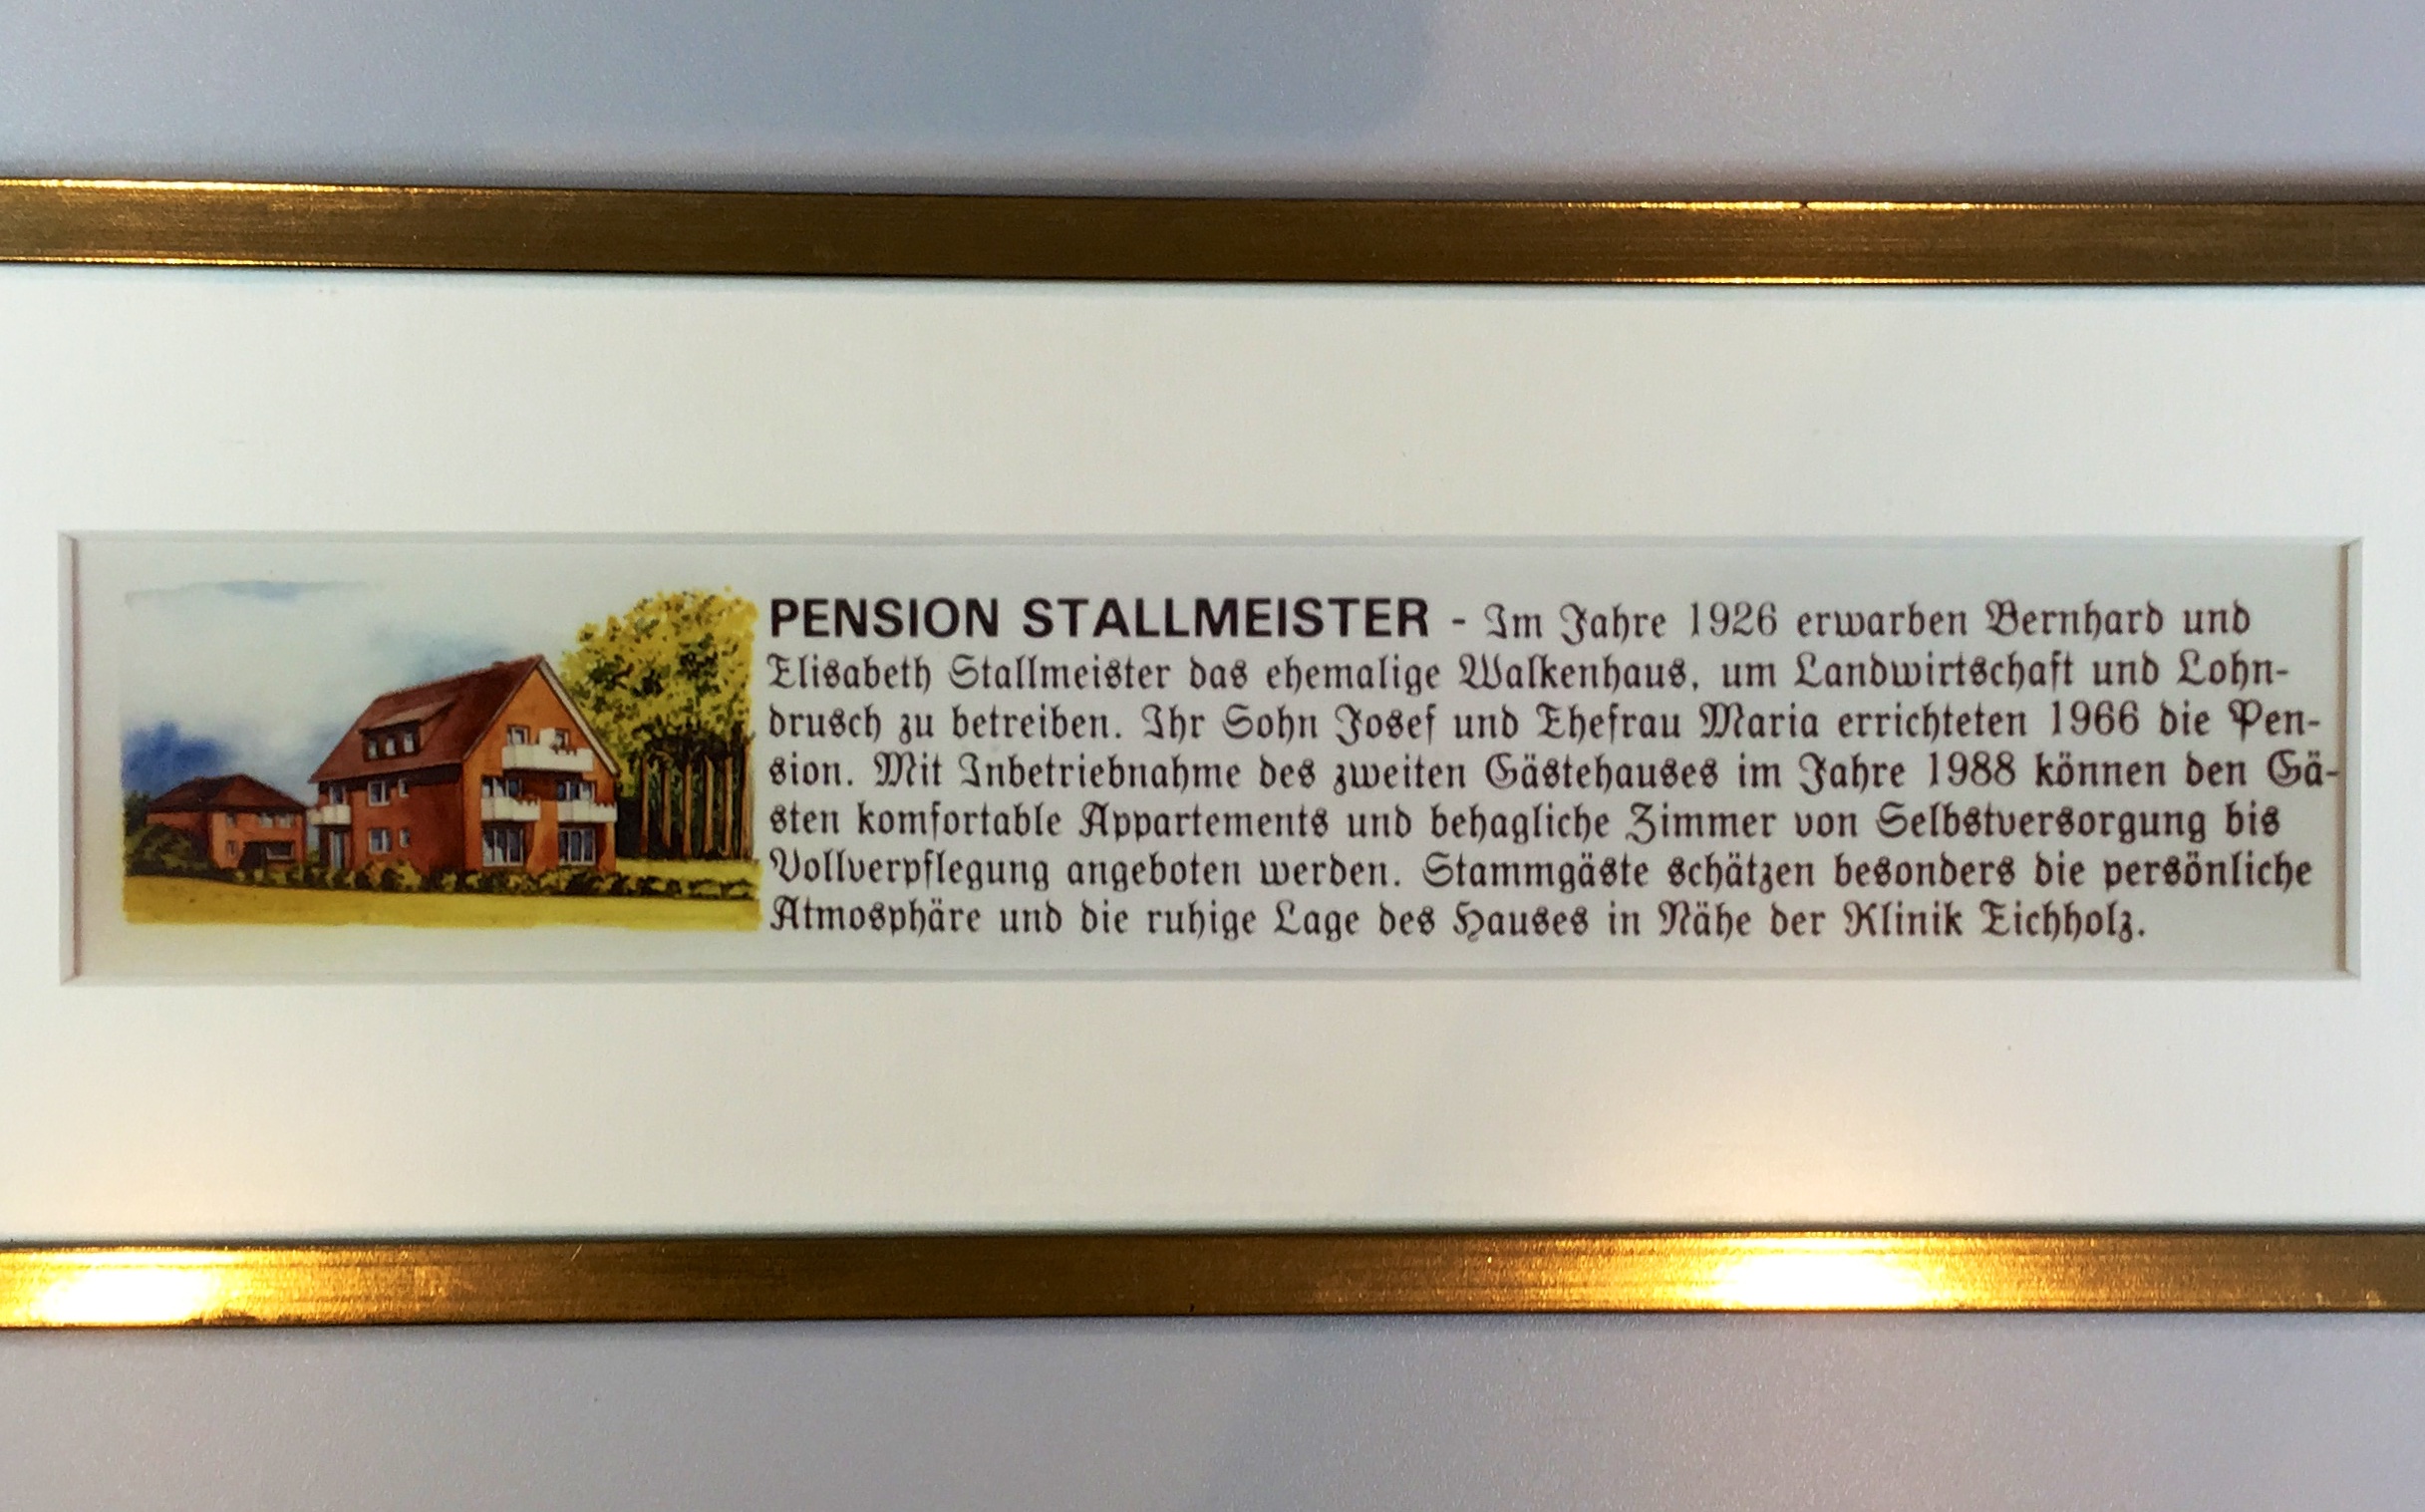 PENSION STALLMEISTER - Im Jahre 1926 erwarben Bernhard und
Elisabeth Stallmeister das ehemalige Walkenhaus, um Landwirtschaft und Lohn-
drusch zu betreiben. Ihr Sohn Josef und Ehefrau Maria errichteten 1966 die Pen-
sion. Mit Inbetriebnahme des zweiten Gästehauses im Jahre 1988 können den Gä-
sten komfortable Appartements und behagliche Zimmer von Selbstversorgung bis
Vollverpflegung angeboten werden. Stammgäste schätzen besonders die persönliche
Atmosphäre und die ruhige Lage des Hauses in Nähe der Klinik Eichholz.